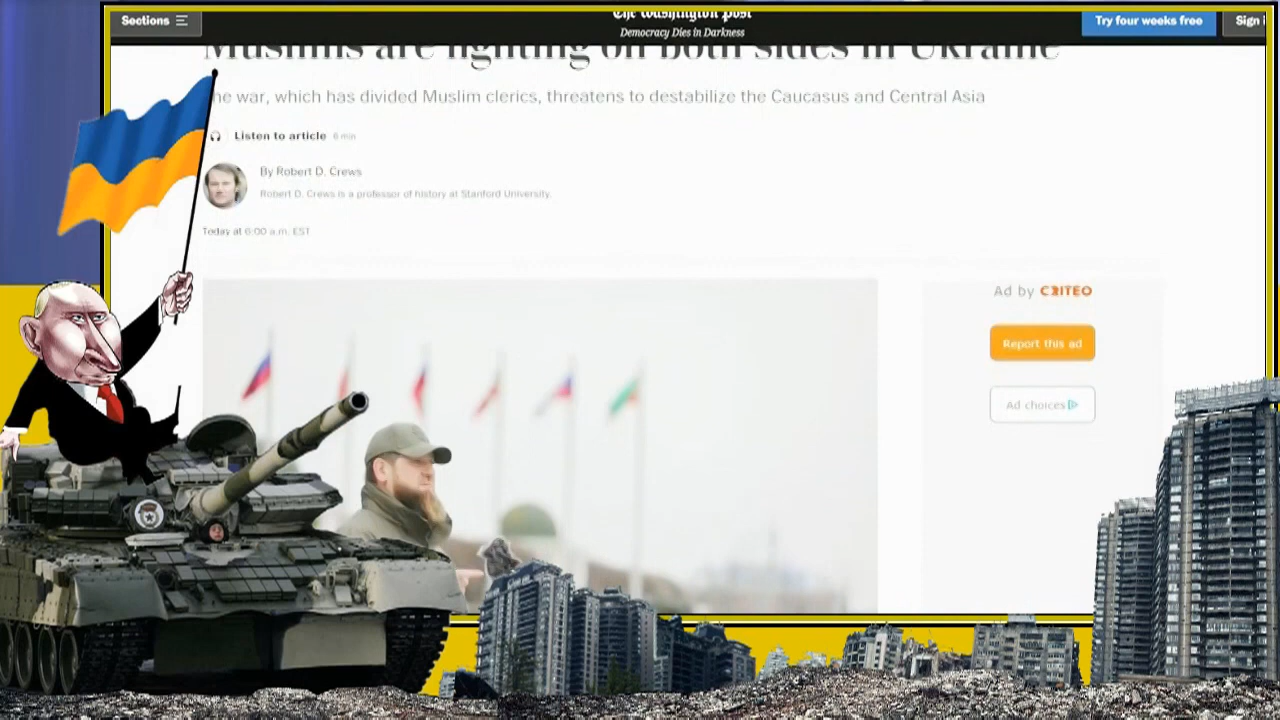 Sections
The Washington Post
Democracy Dies in Darkness
Try four weeks free
Sign i
Muslims are fighting on both sides in Ukraine
he war, which has divided Muslim clerics, threatens to destabilize the Caucasus and Central Asia
Listen to article 6 min
By Robert D. Crews
Robert D. Crews is a professor of history at Stanford University.
Today at 6:00 a.m. EST
Ad by CRITEO
Report this ad
Ad choices